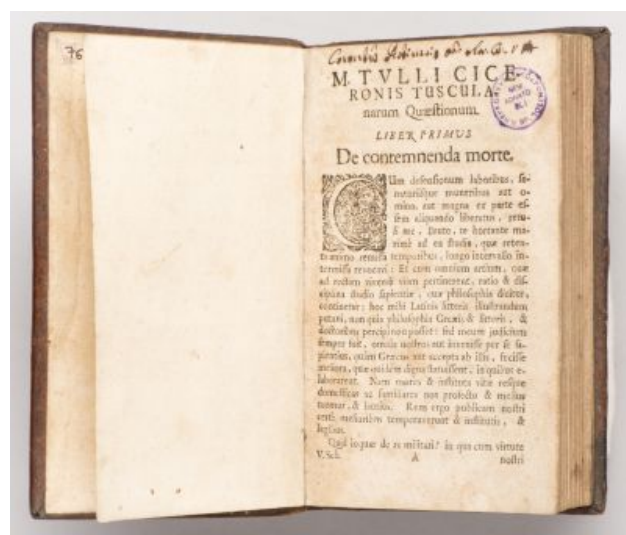 76
M. TVLLI CICE-
RONIS TUSCULA-
narum Quæstionum.
LIBER PRIMUS
De contemnenda morte.
CUm defensionum laboribus, se-
natoriisque muneribus aut o-
mnino, aut magna ex parte es-
sem aliquando liberatus, retu-
li me, Brute, te hortante ma-
ximè ad ea studia, quæ reten-
ta animo, remissa temporibus, longo intervallo in-
termissa revocavi: Et cum omnium artium, quæ
ad rectam vivendi viam pertinerent, ratio & dis-
ciplina studio sapientiæ, quæ philosophia dicitur,
contineretur: hoc mihi Latinis litteris illustrandum
putavi, non quia philosophia Græcis & litteris, &
doctoribus percipi non posset: sed meum judicium
semper fuit, omnia nostros aut invenisse per se sa-
pientius, quàm Græcos aut accepta ab illis, fecisse
meliora, quæ quidem digna statuissent, in quibus e-
laborarent. Nam mores & instituta vitæ resque
domesticas ac familiares nos profecto & melius
tuemur, & lautius. Rem vero publicam nostri
certè melioribus temperaverunt & institutis, &
legibus.
Quid loquar de re militari? in qua cum virtute
A
nostri